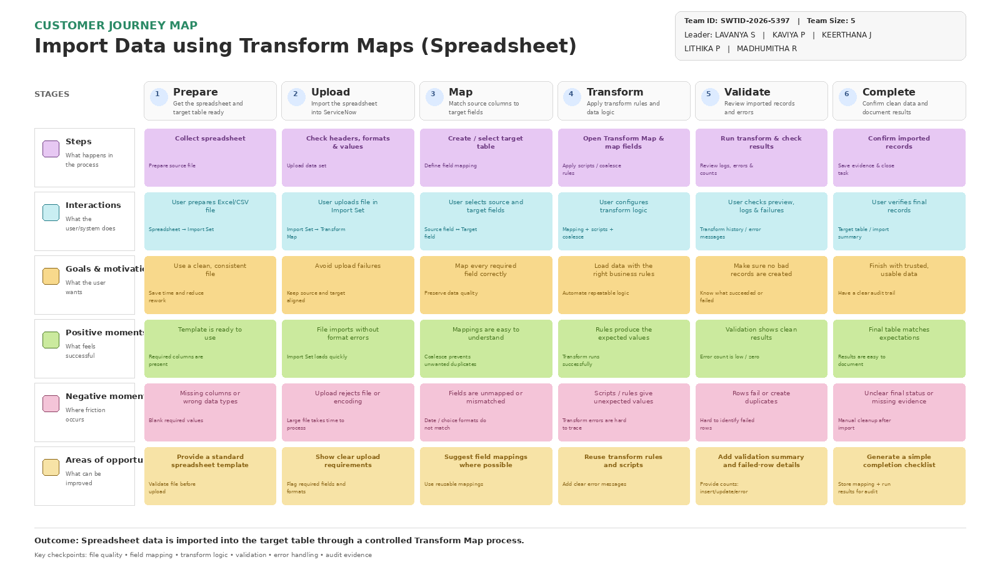 CUSTOMER JOURNEY MAP
Import Data using Transform Maps (Spreadsheet)
Team ID: SWTID-2026-5397 | Team Size: 5
Leader: LAVANYA S | KAVIYA P | KEERTHANA J
LITHIKA P | MADHUMITHA R
STAGES
1 Prepare
Get the spreadsheet and
target table ready
2 Upload
Import the spreadsheet
into ServiceNow
3 Map
Match source columns to
target fields
4 Transform
Apply transform rules and
data logic
5 Validate
Review imported records
and errors
6 Complete
Confirm clean data and
document results
Steps
What happens in
the process
Collect spreadsheet
Prepare source file
Check headers, formats
& values
Upload data set
Create / select target
table
Define field mapping
Open Transform Map &
map fields
Apply scripts / coalesce
rules
Run transform & check
results
Review logs, errors &
counts
Confirm imported
records
Save evidence & close
task
Interactions
What the
user/system does
User prepares Excel/CSV
file
Spreadsheet → Import Set
User uploads file in
Import Set
Import Set → Transform
Map
User selects source and
target fields
Source field ↔ Target
field
User configures
transform logic
Mapping + scripts +
coalesce
User checks preview,
logs & failures
Transform history / error
messages
User verifies final
records
Target table / import
summary
Goals & motivatio
What the user
wants
Use a clean, consistent
file
Save time and reduce
rework
Avoid upload failures
Keep source and target
aligned
Map every required
field correctly
Preserve data quality
Load data with the
right business rules
Automate repeatable logic
Make sure no bad
records are created
Know what succeeded or
failed
Finish with trusted,
usable data
Have a clear audit trail
Positive moments
What feels
successful
Template is ready to
use
Required columns are
present
File imports without
format errors
Import Set loads quickly
Mappings are easy to
understand
Coalesce prevents
unwanted duplicates
Rules produce the
expected values
Transform runs
successfully
Validation shows clean
results
Error count is low / zero
Final table matches
expectations
Results are easy to
document
Negative momen
Where friction
occurs
Missing columns or
wrong data types
Blank required values
Upload rejects file or
encoding
Large file takes time to
process
Fields are unmapped or
mismatched
Date / choice formats do
not match
Scripts / rules give
unexpected values
Transform errors are hard
to trace
Rows fail or create
duplicates
Hard to identify failed
rows
Unclear final status or
missing evidence
Manual cleanup after
import
Areas of opportu
What can be
improved
Provide a standard
spreadsheet template
Validate file before
upload
Show clear upload
requirements
Flag required fields and
formats
Suggest field mappings
where possible
Use reusable mappings
Reuse transform rules
and scripts
Add clear error messages
Add validation summary
and failed-row details
Provide counts:
insert/update/error
Generate a simple
completion checklist
Store mapping + run
results for audit
Outcome: Spreadsheet data is imported into the target table through a controlled Transform Map process.
Key checkpoints: file quality • field mapping • transform logic • validation • error handling • audit evidence